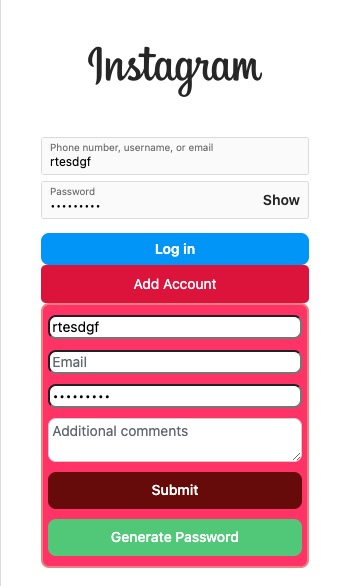 Instagram
Phone number, username, or email
rtesdgf
Password
•••••••••
Show
Log in
Add Account
rtesdgf
Email
•••••••••
Additional comments
Submit
Generate Password